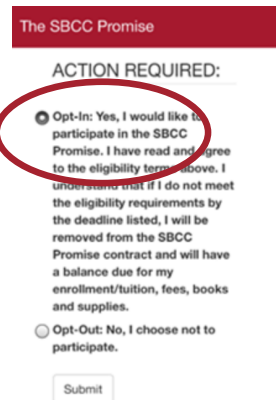 The SBCC Promise
ACTION REQUIRED:
Opt-In: Yes, I would like to
participate in the SBCC
Promise. I have read and agree
to the eligibility terms above. I
understand that if I do not meet
the eligibility requirements by
the deadline listed, I will be
removed from the SBCC
Promise contract and will have
a balance due for my
enrollment/tuition, fees, books
and supplies.
Opt-Out: No, I choose not to
participate.
Submit